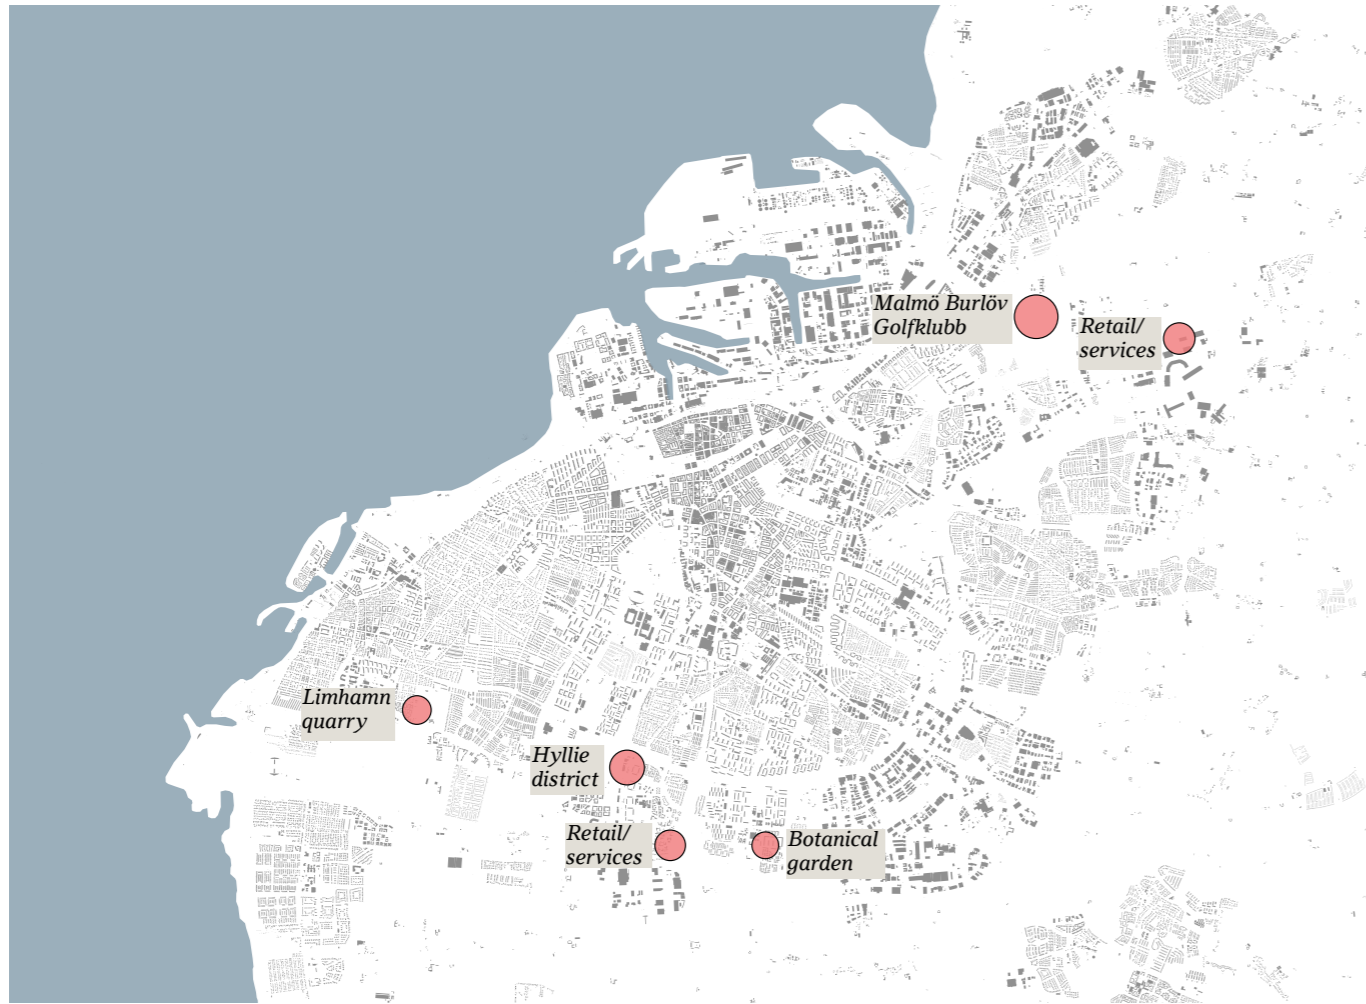 Malmö Burlöv
Golfklubb
Retail/
services
Limhamn
quarry
Hyllie
district
Retail/
services
Botanical
garden